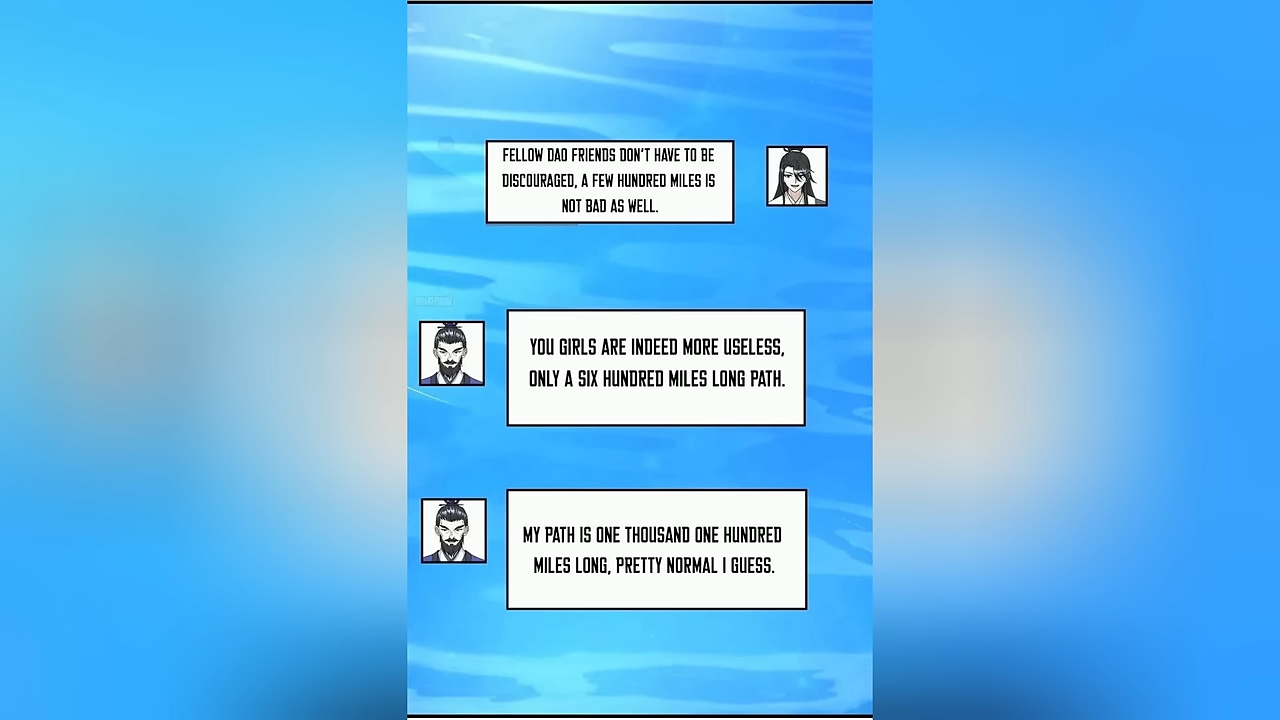 FELLOW DAO FRIENDS DON'T HAVE TO BE
DISCOURAGED, A FEW HUNDRED MILES IS
NOT BAD AS WELL.
YOU GIRLS ARE INDEED MORE USELESS,
ONLY A SIX HUNDRED MILES LONG PATH.
MY PATH IS ONE THOUSAND ONE HUNDRED
MILES LONG, PRETTY NORMAL I GUESS.